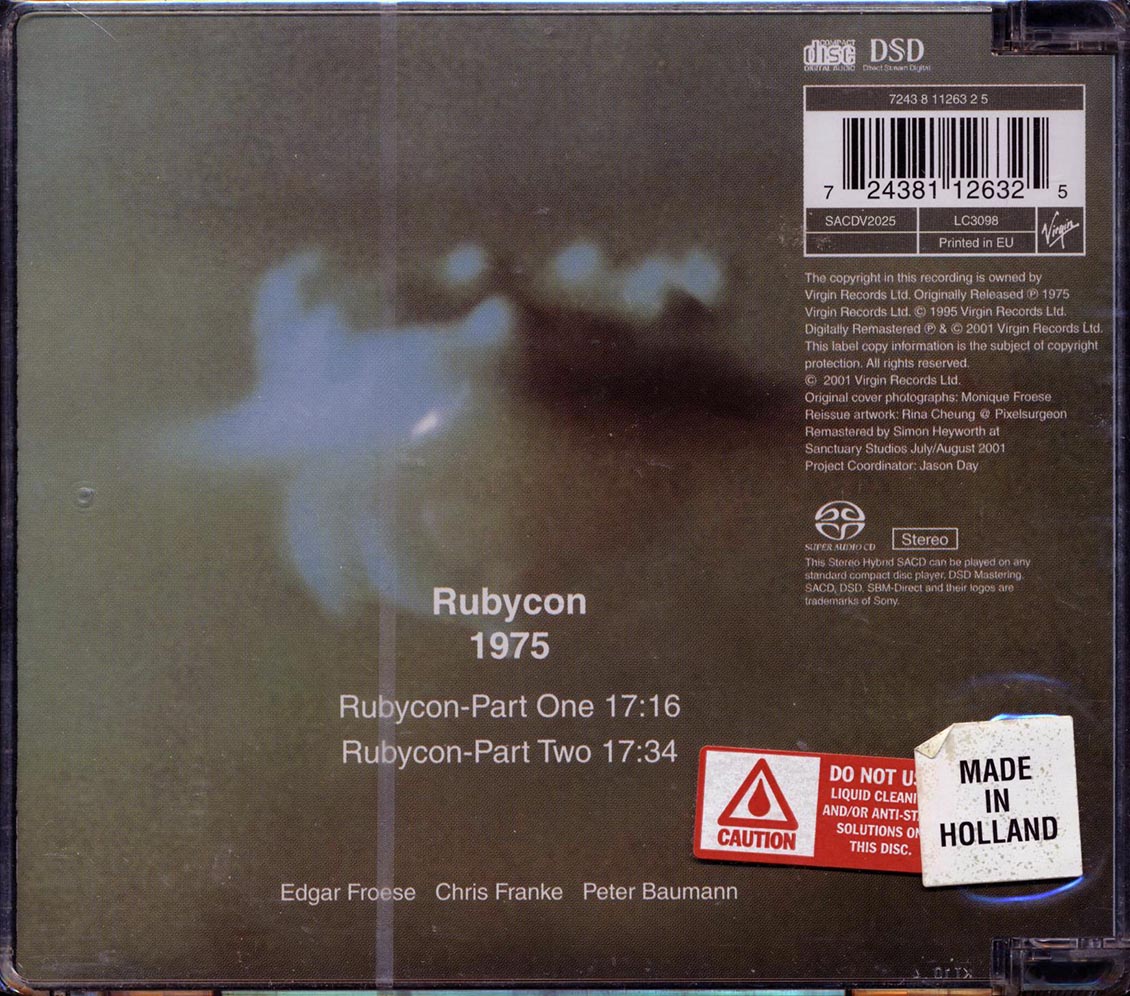 COMPACT
disc
DIGITAL AUDIO
DSD
Direct Stream Digital
7243 8 11263 2 5
7 24381 12632 5
SACDV2025
LC3098
Printed in EU
Virgin
The copyright in this recording is owned by
Virgin Records Ltd. Originally Released ℗ 1975
Virgin Records Ltd. © 1995 Virgin Records Ltd.
Digitally Remastered ℗ & © 2001 Virgin Records Ltd.
This label copy information is the subject of copyright
protection. All rights reserved.
© 2001 Virgin Records Ltd.
Original cover photographs: Monique Froese
Reissue artwork: Rina Cheung @ Pixelsurgeon
Remastered by Simon Heyworth at
Sanctuary Studios July/August 2001
Project Coordinator: Jason Day
SUPER AUDIO CD
Stereo
This Stereo Hybrid SACD can be played on any
standard compact disc player. DSD Mastering,
SACD, DSD, SBM-Direct and their logos are
trademarks of Sony.
Rubycon
1975
Rubycon-Part One 17:16
Rubycon-Part Two 17:34
CAUTION
DO NOT U
LIQUID CLEANI
AND/OR ANTI-ST
SOLUTIONS O
THIS DISC.
MADE
IN
HOLLAND
Edgar Froese Chris Franke Peter Baumann